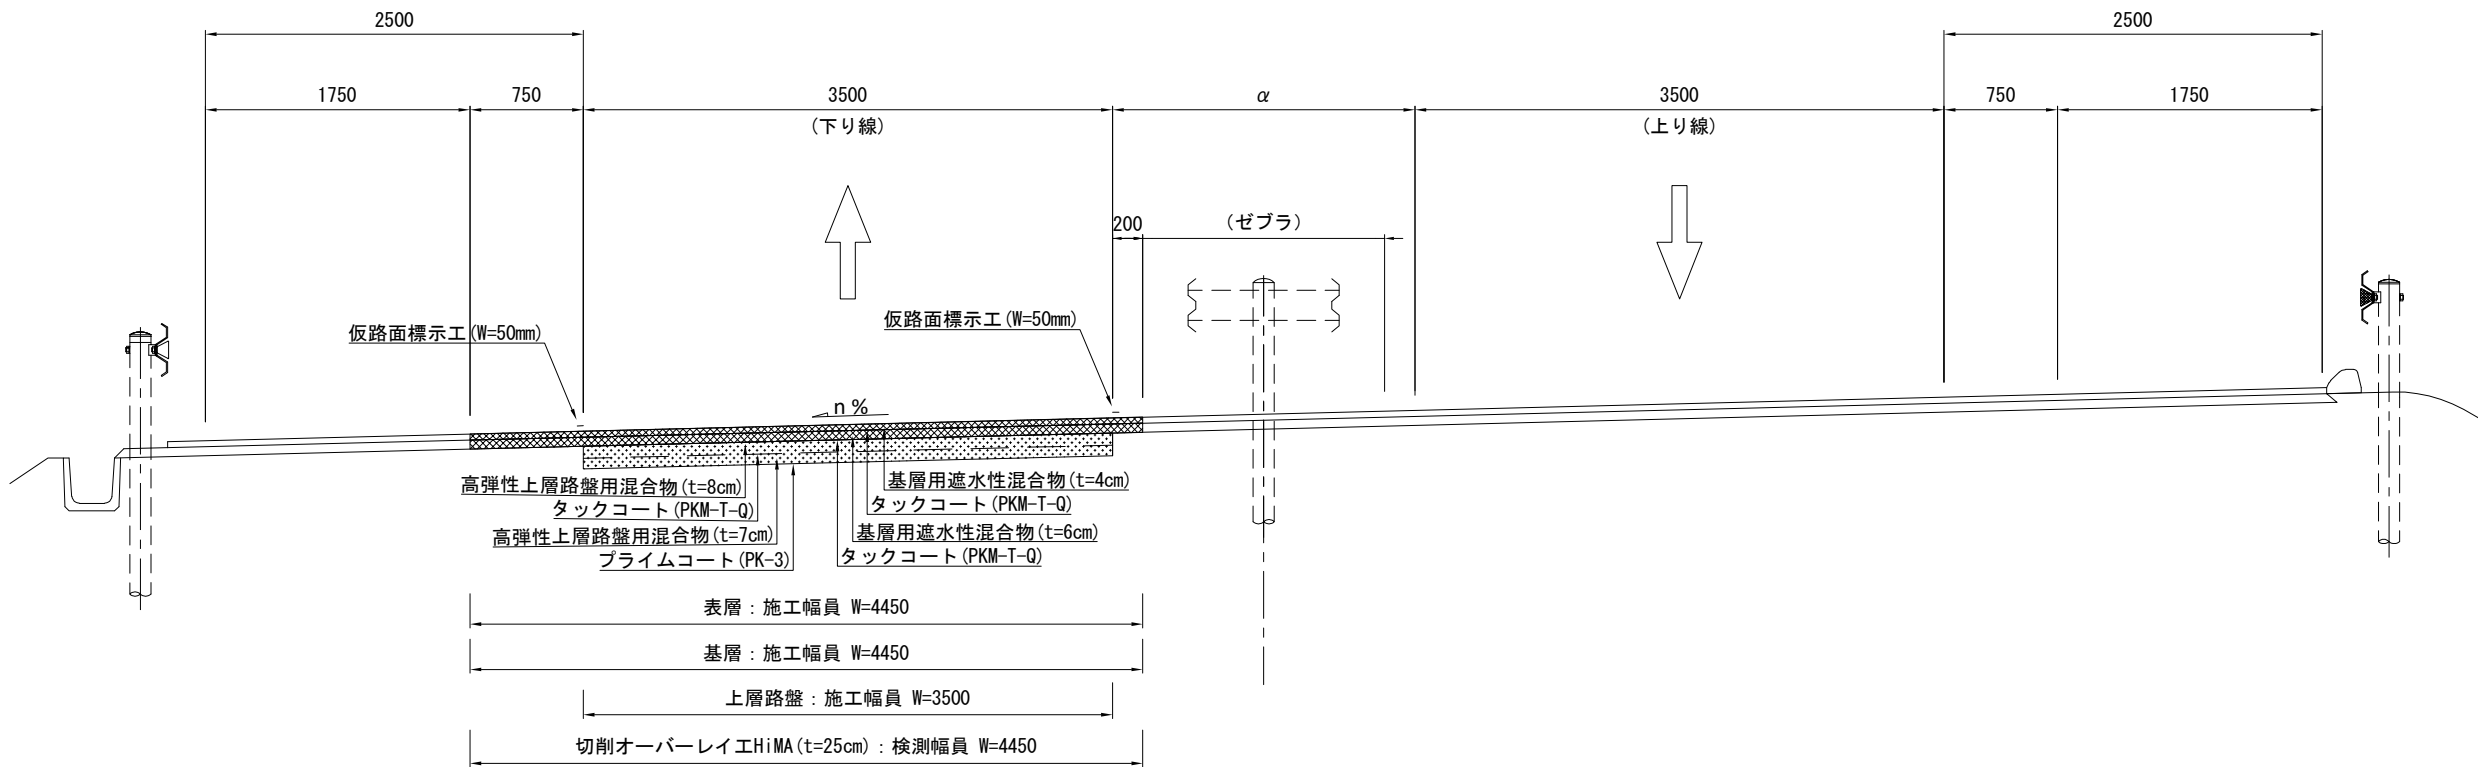 2500
2500
1750
750
3500
α
3500
750
1750
(下り線)
(上り線)
200
(ゼブラ)
仮路面標示工(W=50mm)
仮路面標示工(W=50mm)
n%
高弾性上層路盤用混合物(t=8cm)
基層用遮水性混合物(t=4cm)
タックコート(PKM-T-Q)
タックコート(PKM-T-Q)
高弾性上層路盤用混合物(t=7cm)
基層用遮水性混合物(t=6cm)
プライムコート(PK-3)
タックコート(PKM-T-Q)
表層：施工幅員 W=4450
基層：施工幅員 W=4450
上層路盤：施工幅員 W=3500
切削オーバーレイ工HiMA(t=25cm)：検測幅員 W=4450